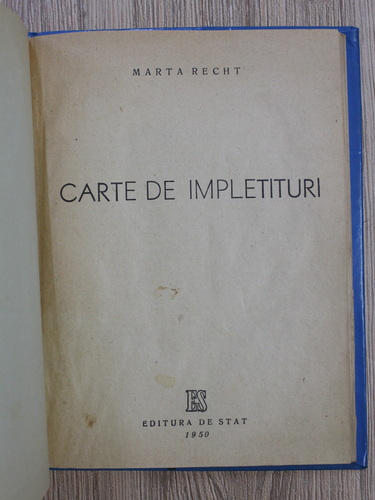 MARTA RECHT
CARTE DE IMPLETITURI
ES
EDITURA DE STAT
1950